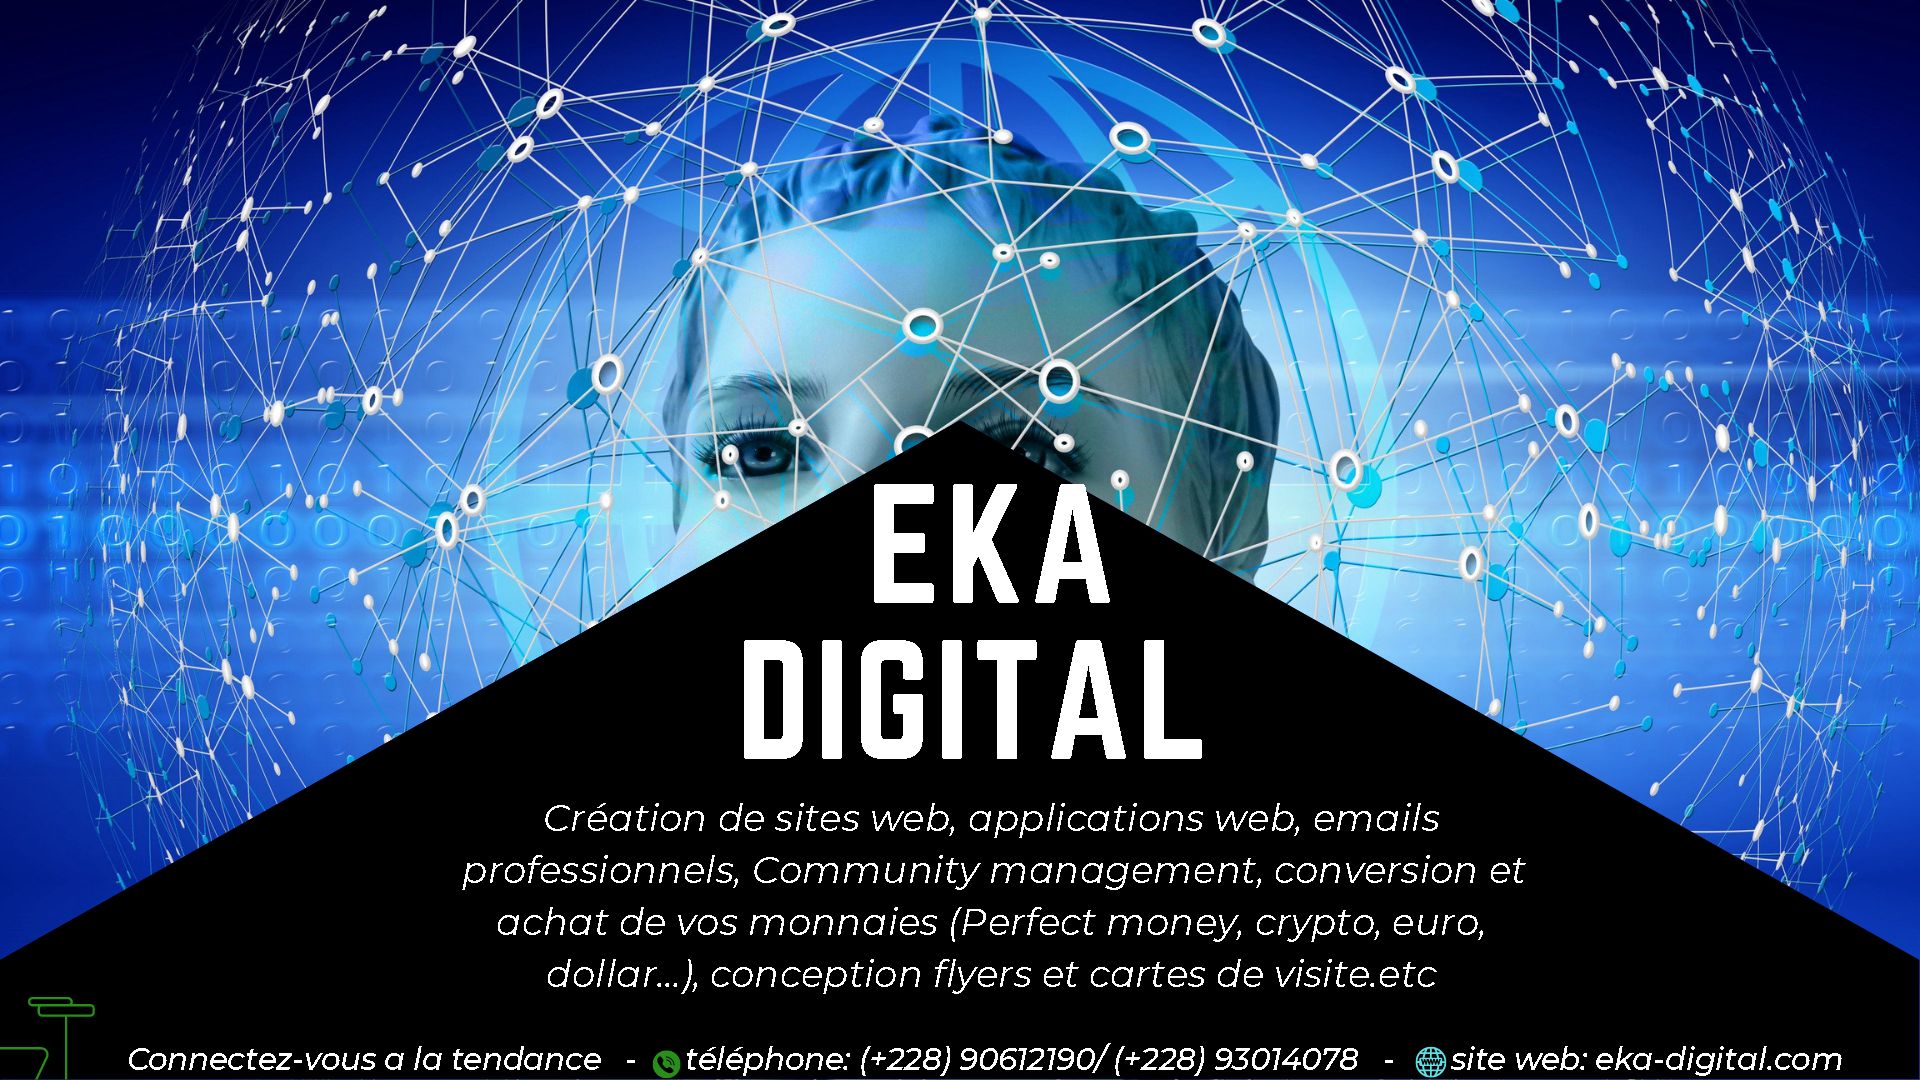 EKA
DIGITAL
Création de sites web, applications web, emails
professionnels, Community management, conversion et
achat de vos monnaies (Perfect money, crypto, euro,
dollar...), conception flyers et cartes de visite.etc
Connectez-vous a la tendance - téléphone: (+228) 90612190/ (+228) 93014078 - site web: eka-digital.com